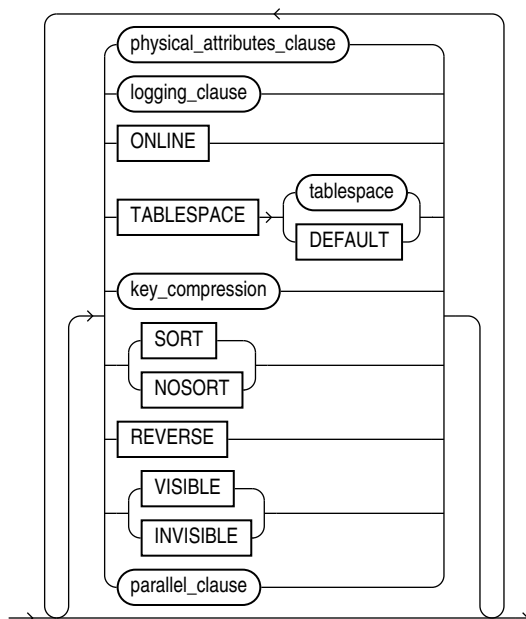 physical_attributes_clause
logging_clause
ONLINE
TABLESPACE
tablespace
DEFAULT
key_compression
SORT
NOSORT
REVERSE
VISIBLE
INVISIBLE
parallel_clause